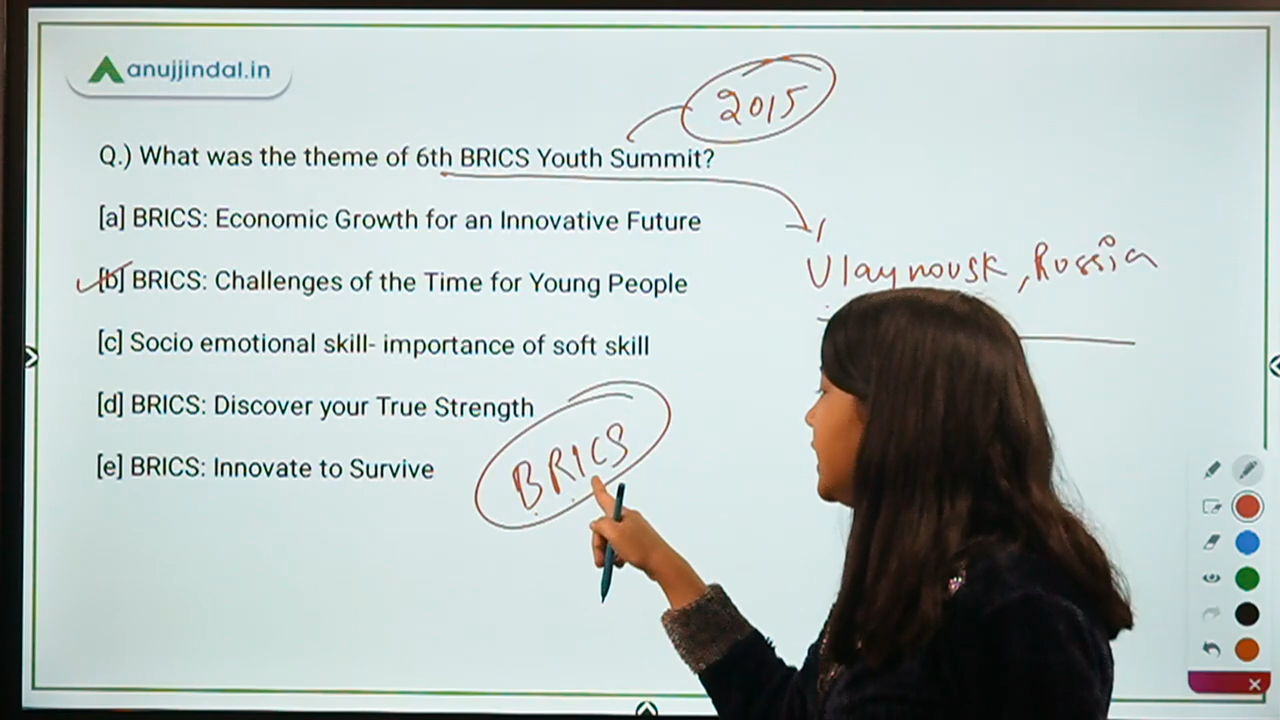 anujjindal.in
2015
Q.) What was the theme of 6th BRICS Youth Summit?
[a] BRICS: Economic Growth for an Innovative Future
Ulaynousk, Russia
[b] BRICS: Challenges of the Time for Young People
[c] Socio emotional skill- importance of soft skill
[d] BRICS: Discover your True Strength
BRICS
[e] BRICS: Innovate to Survive